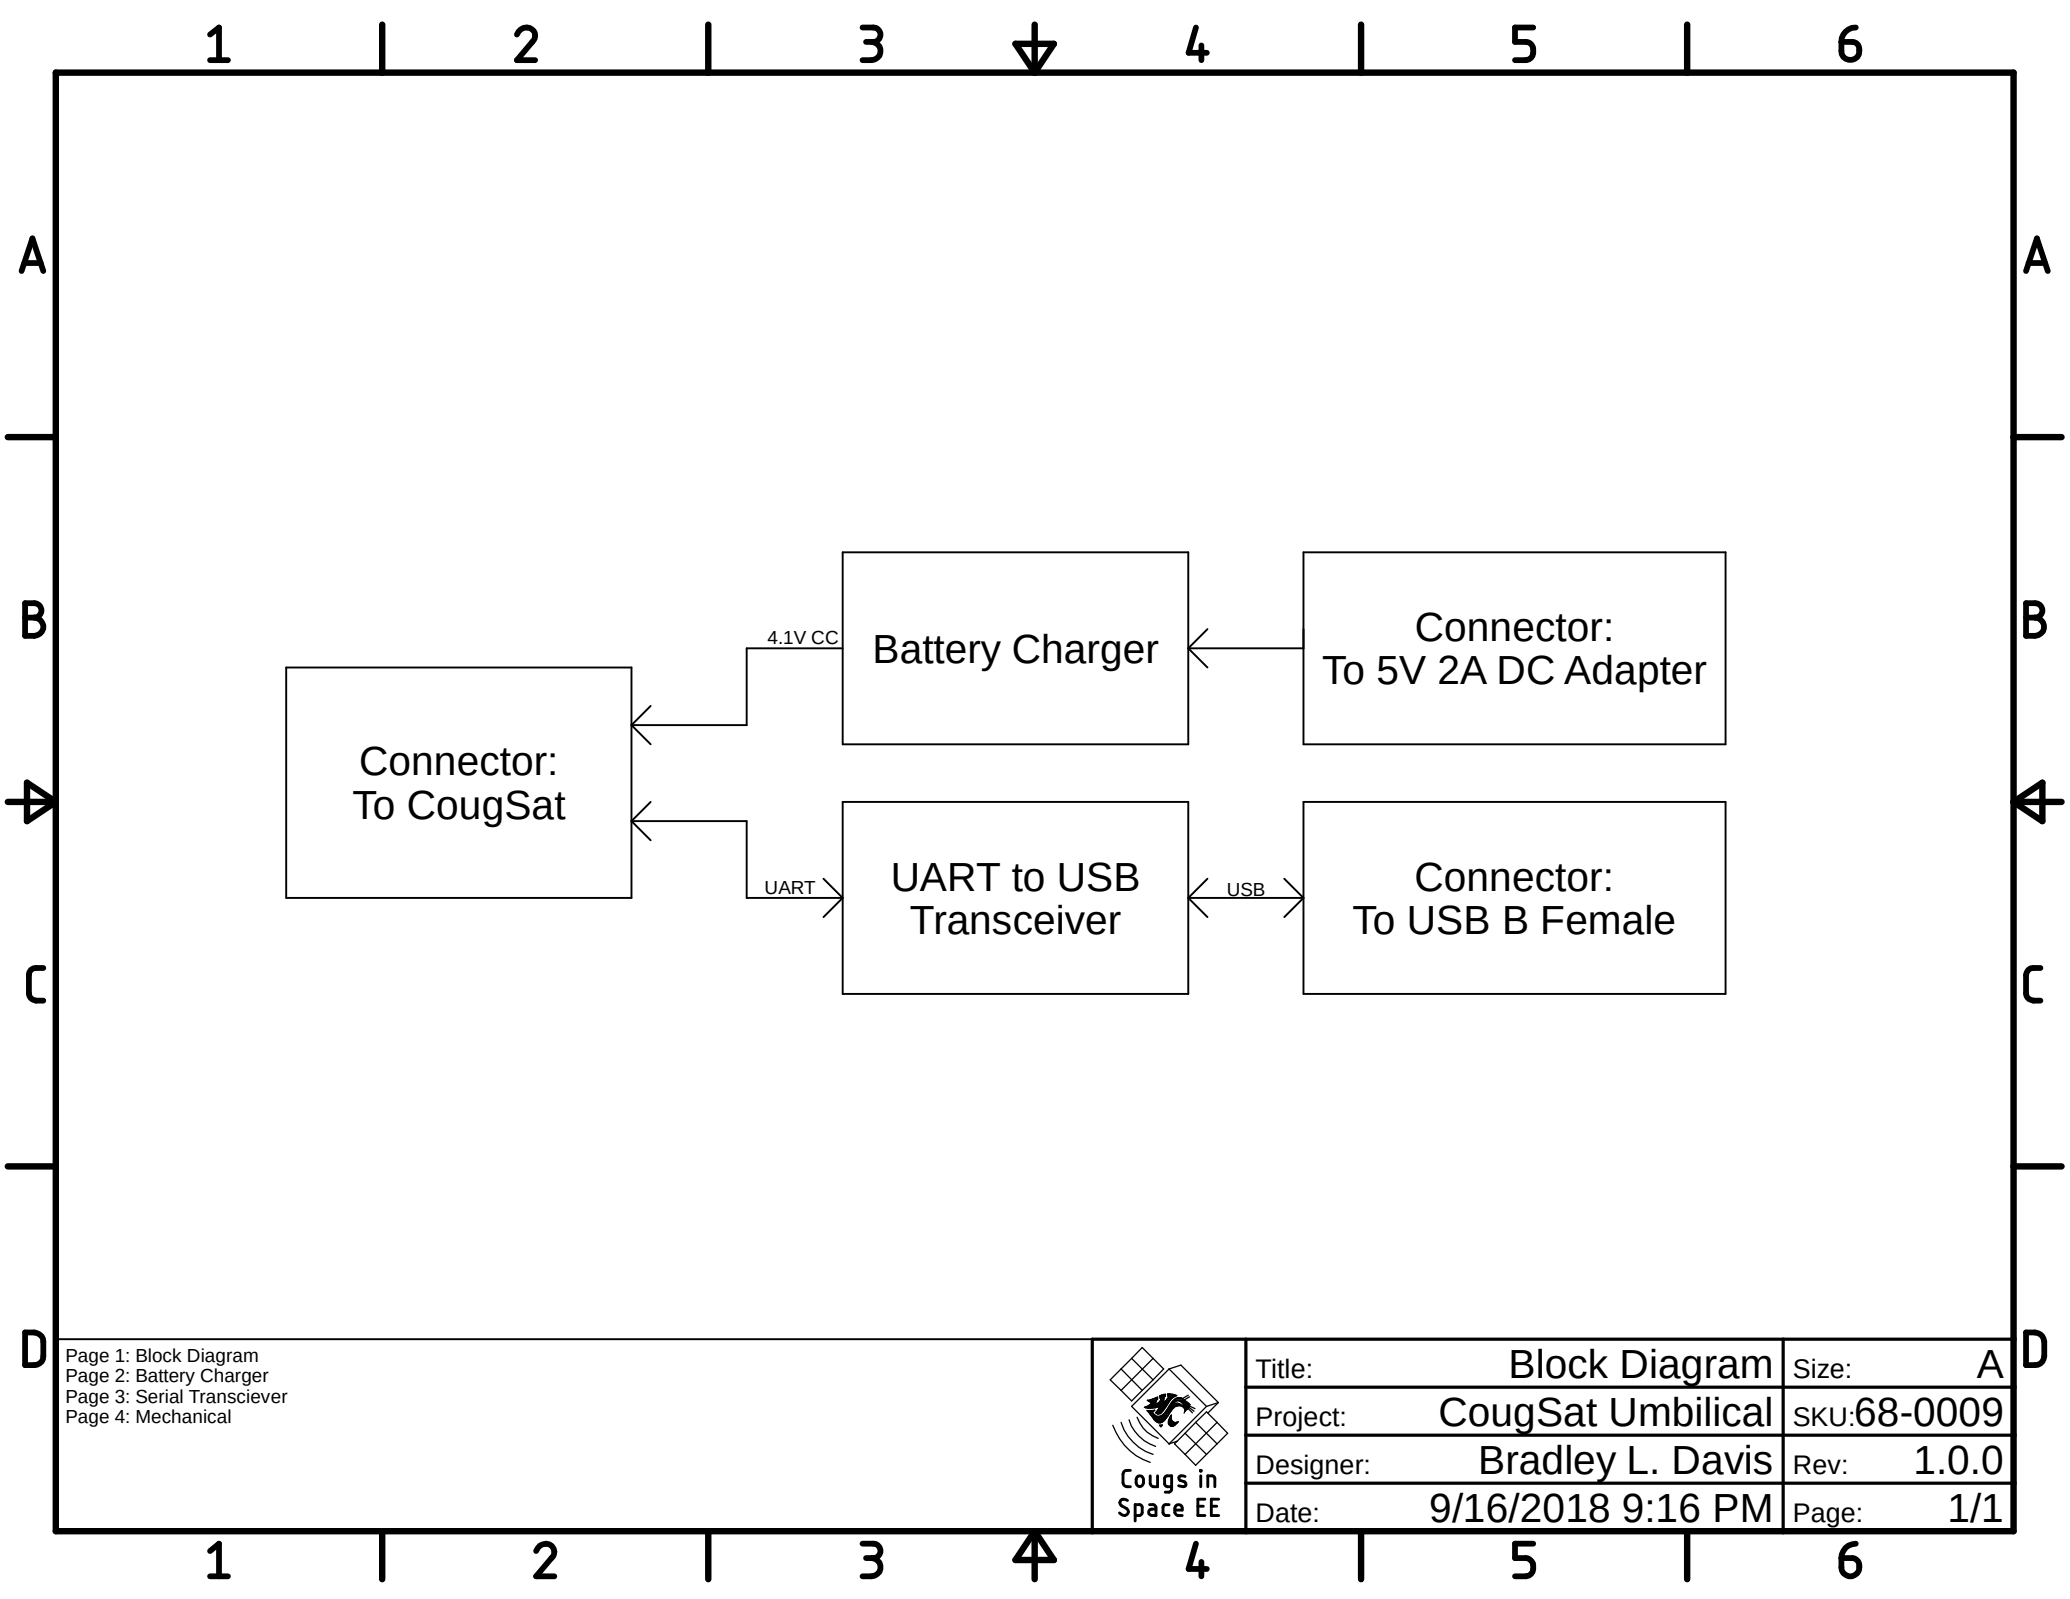 1 2 3 4 5 6
A A
B B
C C
D D
4.1V CC
Battery Charger
Connector:
To 5V 2A DC Adapter
Connector:
To CougSat
UART
UART to USB
Transceiver
USB
Connector:
To USB B Female
Page 1: Block Diagram
Page 2: Battery Charger
Page 3: Serial Transciever
Page 4: Mechanical
Cougs in
Space EE
Title: Block Diagram Size: A
Project: CougSat Umbilical SKU:68-0009
Designer: Bradley L. Davis Rev: 1.0.0
Date: 9/16/2018 9:16 PM Page: 1/1
1 2 3 4 5 6